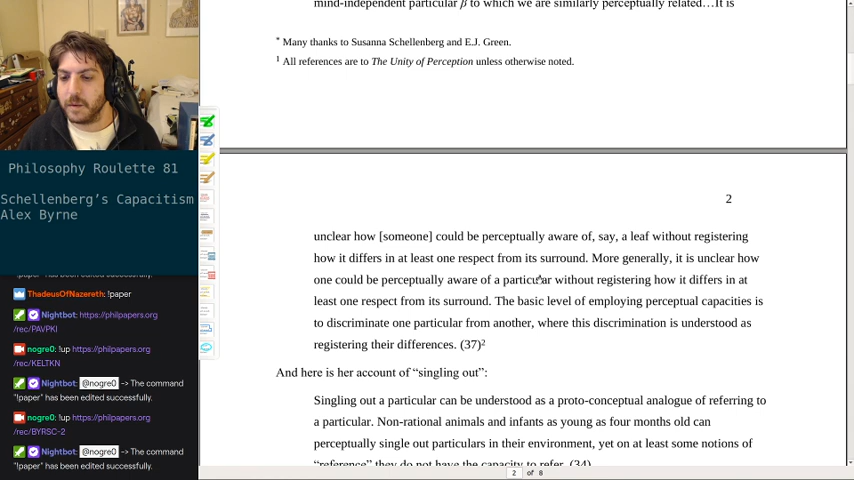 mind-independent particular β to which we are similarly perceptually related…It is
* Many thanks to Susanna Schellenberg and E.J. Green.
1 All references are to The Unity of Perception unless otherwise noted.
2
unclear how [someone] could be perceptually aware of, say, a leaf without registering
how it differs in at least one respect from its surround. More generally, it is unclear how
one could be perceptually aware of a particular without registering how it differs in at
least one respect from its surround. The basic level of employing perceptual capacities is
to discriminate one particular from another, where this discrimination is understood as
registering their differences. (37)2
And here is her account of “singling out”:
Singling out a particular can be understood as a proto-conceptual analogue of referring to
a particular. Non-rational animals and infants as young as four months old can
perceptually single out particulars in their environment, yet on at least some notions of
“reference” they do not have the capacity to refer. (34)
2 of 8
Philosophy Roulette 81
Schellenberg’s Capacitism
Alex Byrne
!paper" has been edited successfully.
ThadeusOfNazereth: !paper
Nightbot: https://philpapers.org
/rec/PAVPKI
nogre0: !up https://philpapers.org
/rec/KELTKN
Nightbot: @nogre0 -> The command
"!paper" has been edited successfully.
nogre0: !up https://philpapers.org
/rec/BYRSC-2
Nightbot: @nogre0 -> The command
"!paper" has been edited successfully.